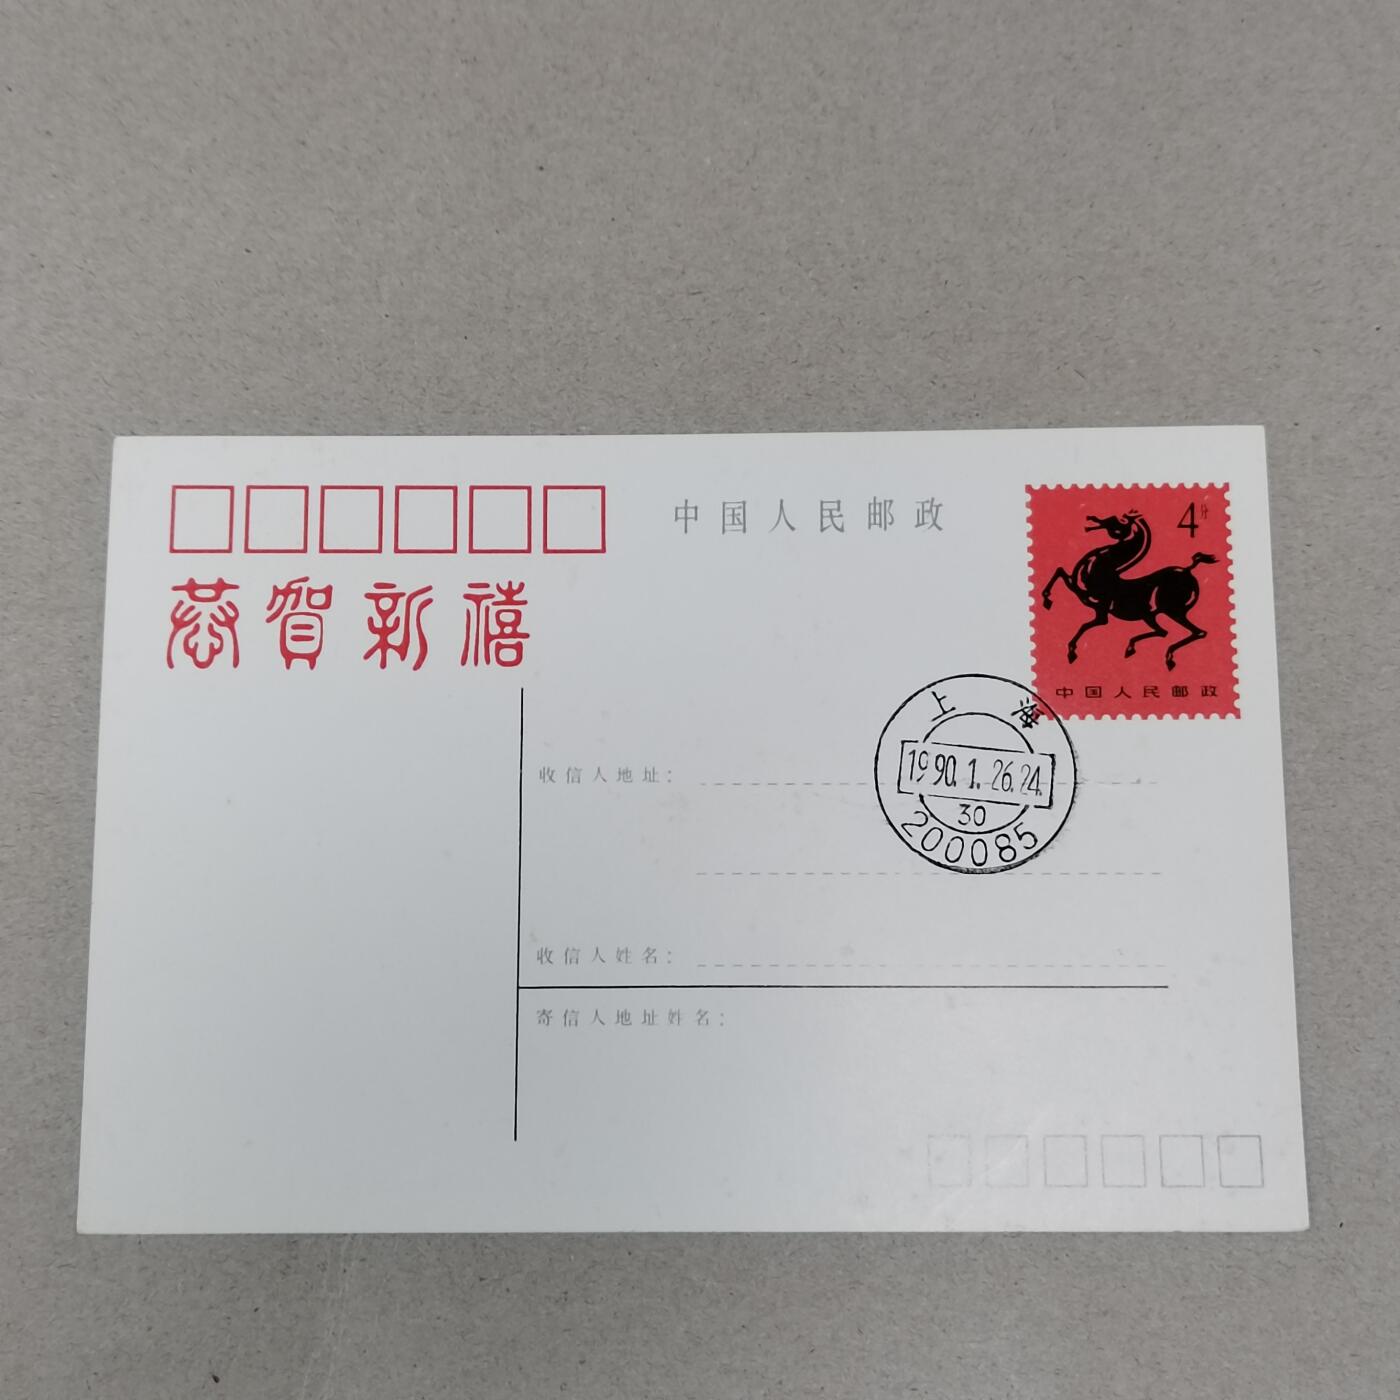 中国人民邮政
4分
恭賀新禧
中国人民邮政
上海
1990.1.26.24
30
200085
收信人地址：
收信人姓名：
寄信人地址姓名：